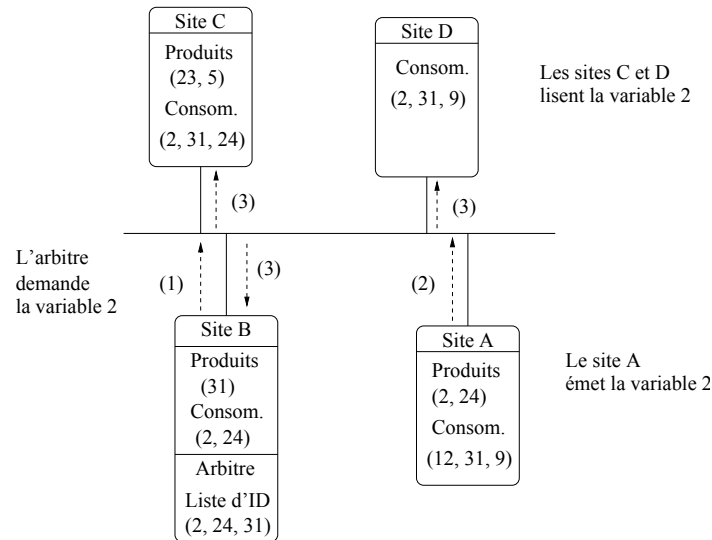 Site C
Produits
(23, 5)
Consom.
(2, 31, 24)
Site D
Consom.
(2, 31, 9)
Les sites C et D
lisent la variable 2
(3)
(3)
L'arbitre
demande
la variable 2
(1)
(3)
(2)
Site B
Produits
(31)
Consom.
(2, 24)
Arbitre
Liste d'ID
(2, 24, 31)
Site A
Produits
(2, 24)
Consom.
(12, 31, 9)
Le site A
émet la variable 2